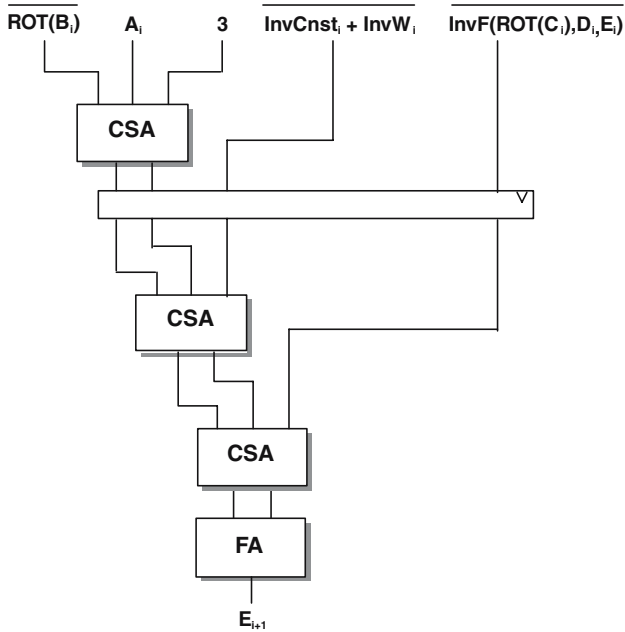 ROT(Bᵢ) Aᵢ 3 InvCnstᵢ + InvWᵢ InvF(ROT(Cᵢ),Dᵢ,Eᵢ)
CSA
CSA
CSA
FA
Eᵢ₊₁